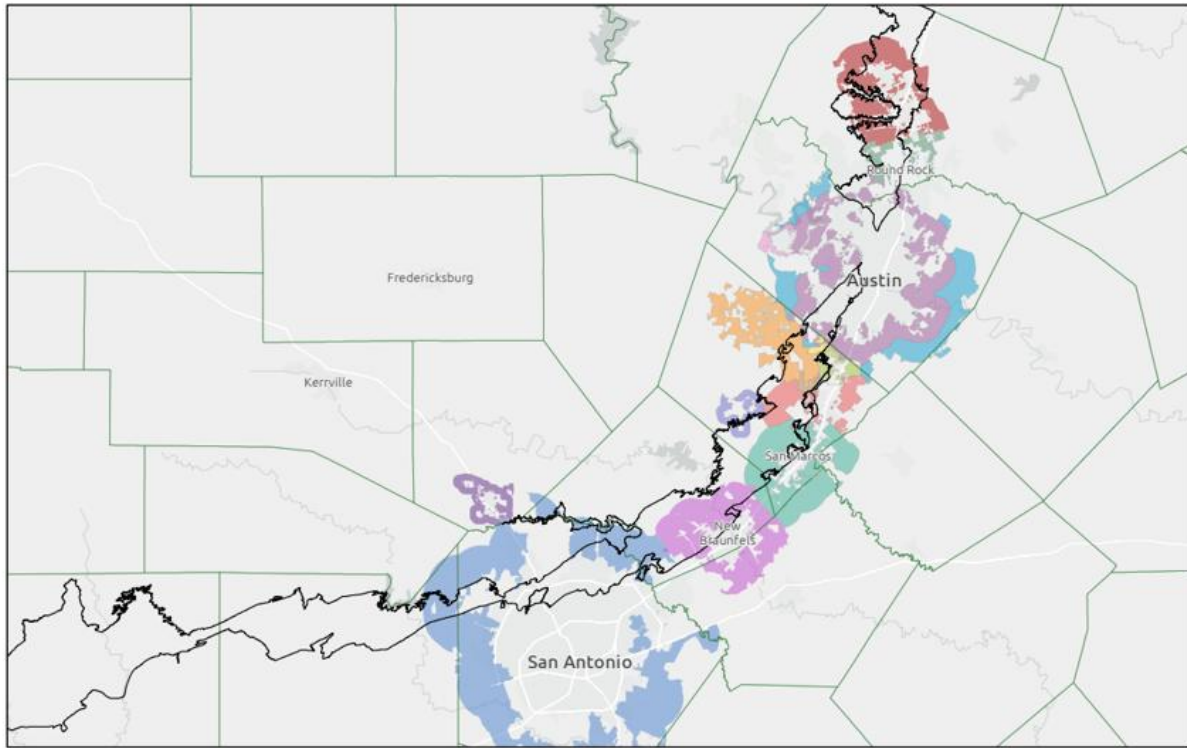 Round Rock
Fredericksburg
Austin
Kerrville
San Marcos
New
Braunfels
San Antonio